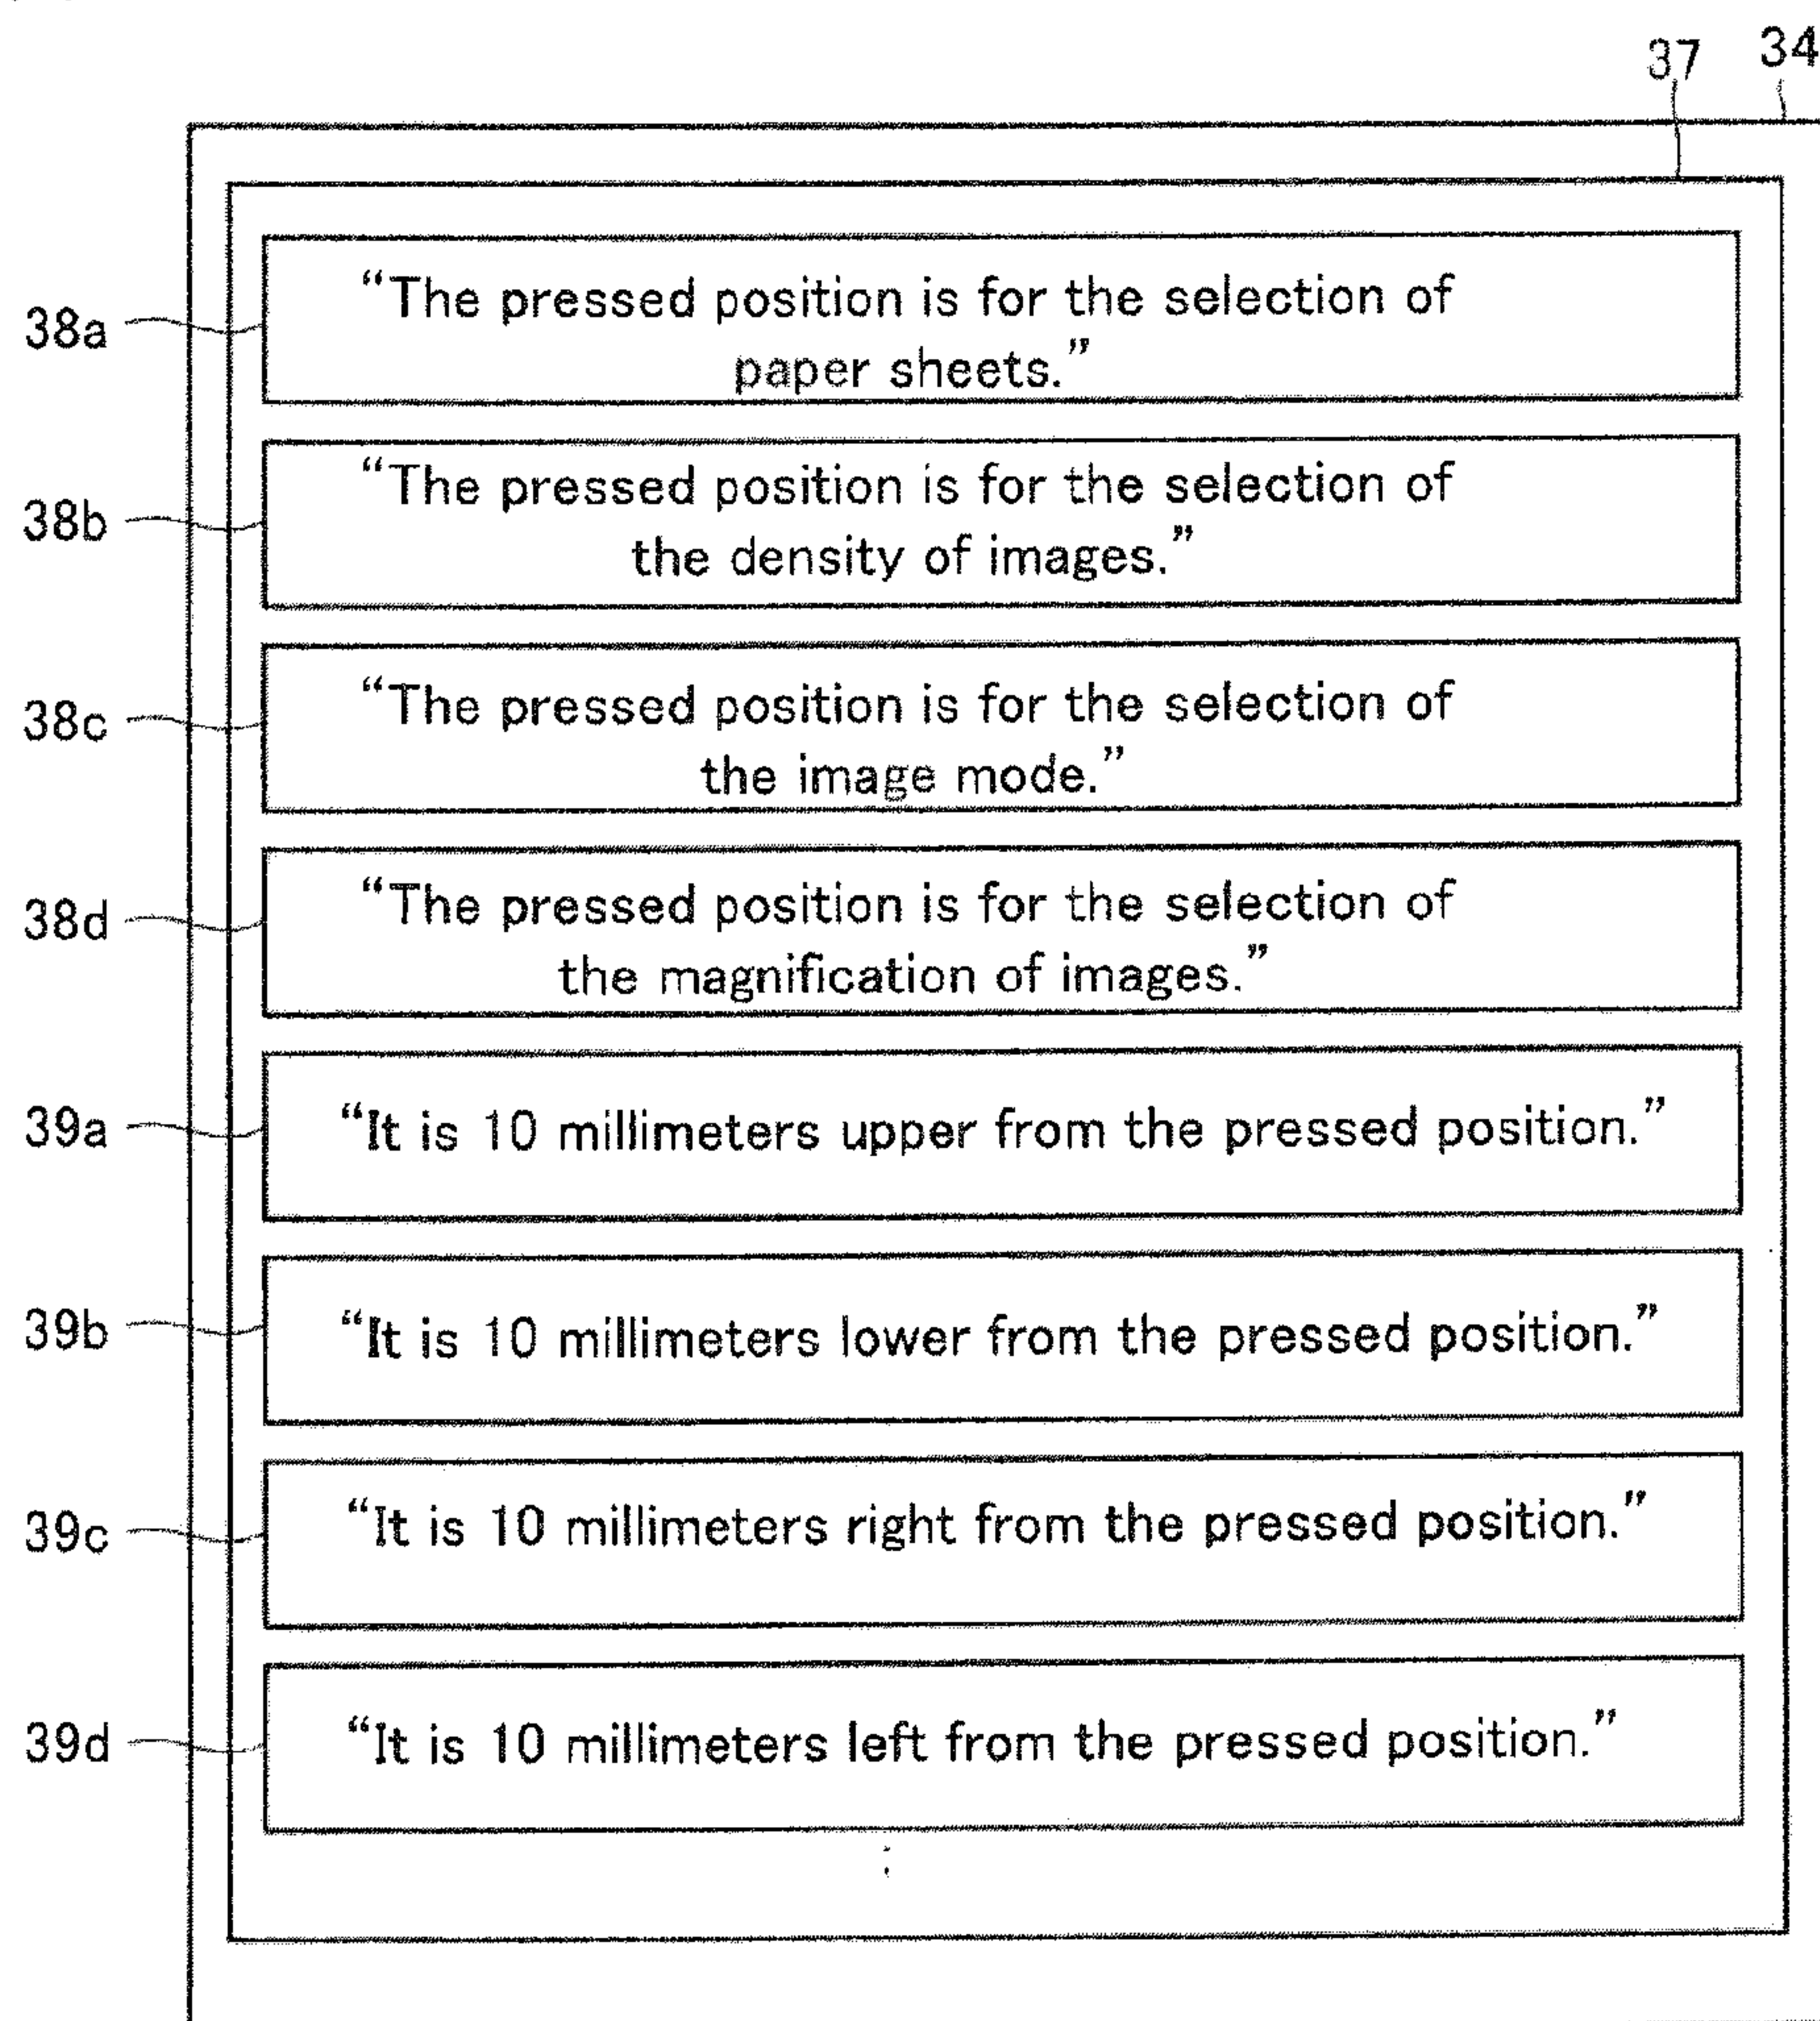 37 34
38a
“The pressed position is for the selection of
paper sheets.”
38b
“The pressed position is for the selection of
the density of images.”
38c
“The pressed position is for the selection of
the image mode.”
38d
“The pressed position is for the selection of
the magnification of images.”
39a
“It is 10 millimeters upper from the pressed position.”
39b
“It is 10 millimeters lower from the pressed position.”
39c
“It is 10 millimeters right from the pressed position.”
39d
“It is 10 millimeters left from the pressed position.”